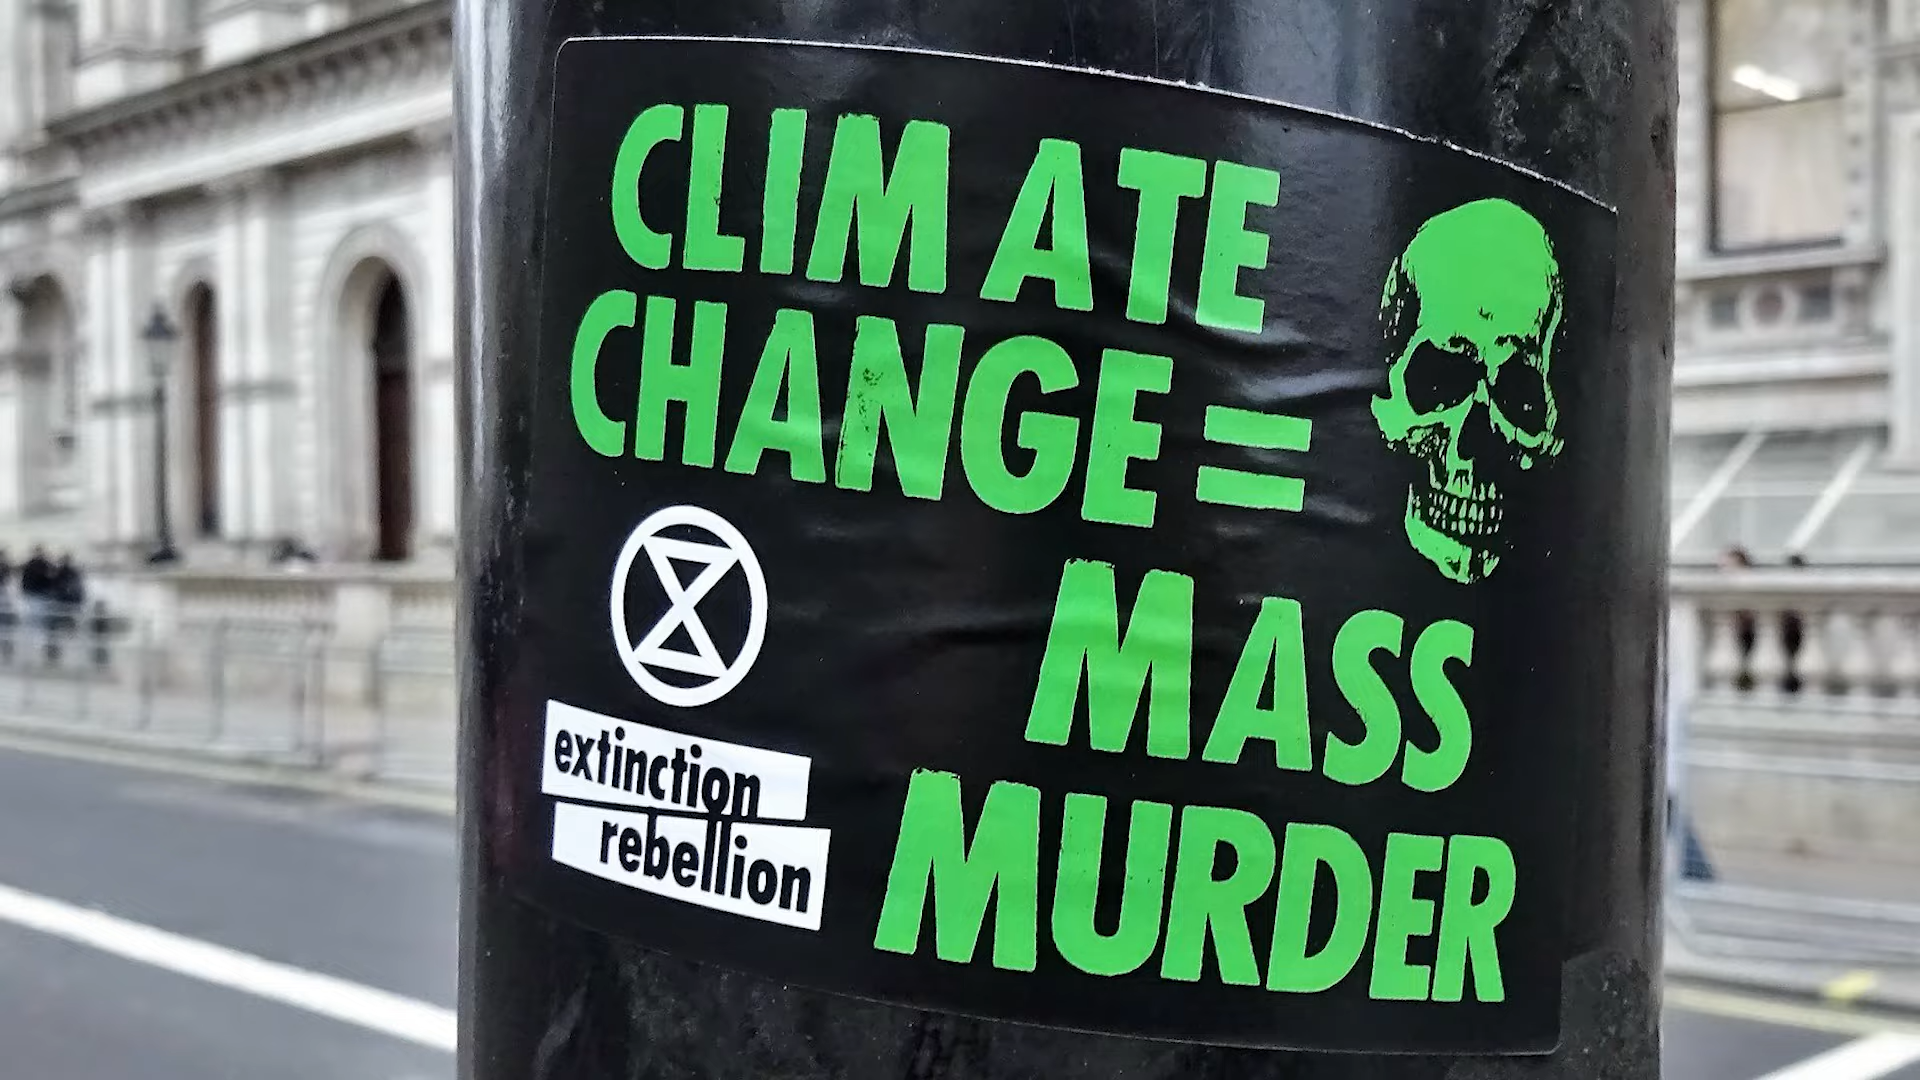 CLIMATE
CHANGE =
MASS
MURDER
extinction
rebellion